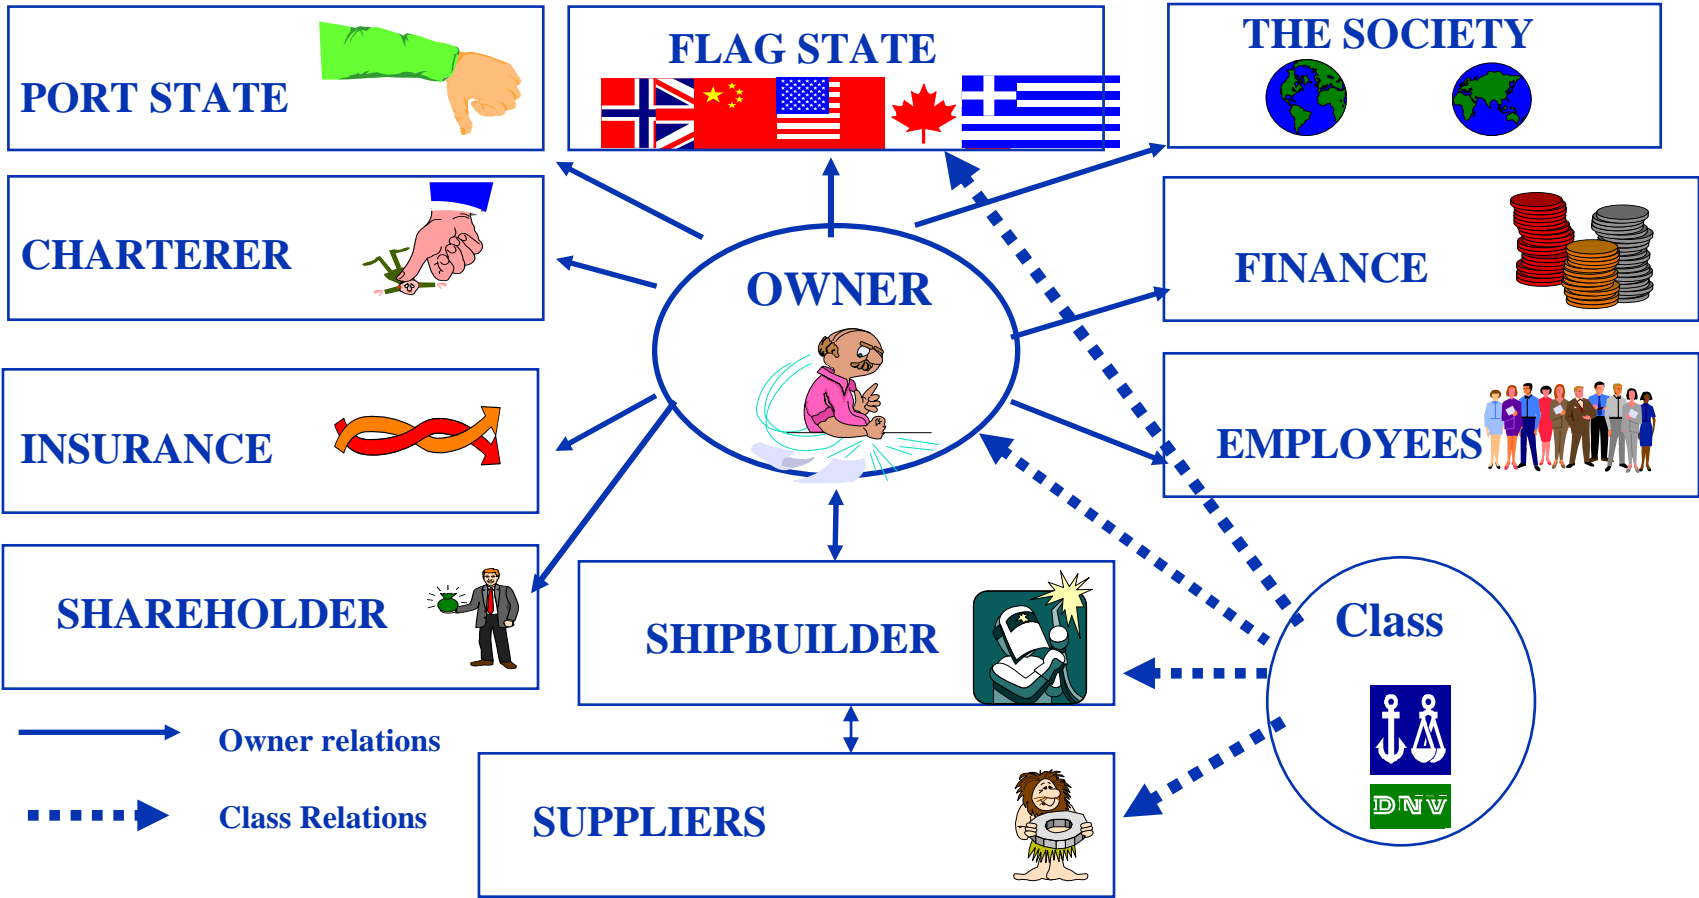 PORT STATE
FLAG STATE
THE SOCIETY
CHARTERER
OWNER
FINANCE
INSURANCE
EMPLOYEES
SHAREHOLDER
SHIPBUILDER
Class
Owner relations
DNV
Class Relations
SUPPLIERS